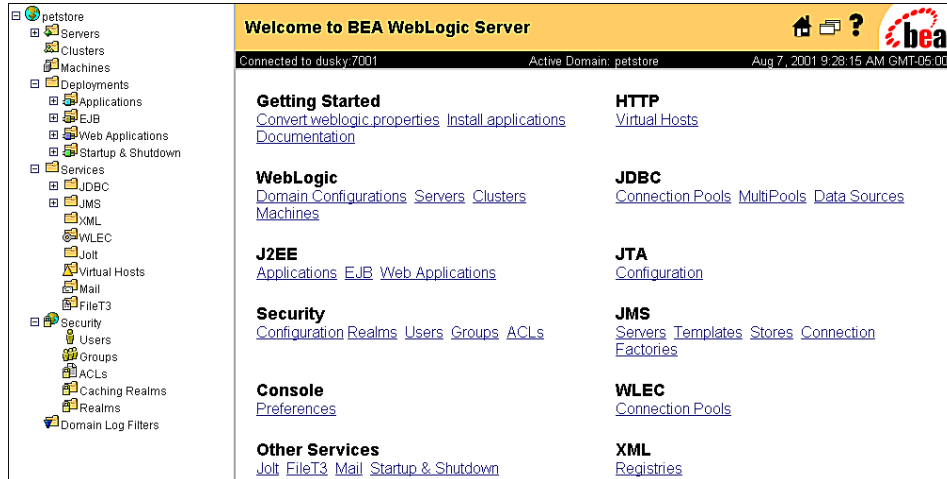 petstore
Servers
Clusters
Machines
Deployments
Applications
EJB
Web Applications
Startup & Shutdown
Services
JDBC
JMS
XML
WLEC
Jolt
Virtual Hosts
Mail
FileT3
Security
Users
Groups
ACLs
Caching Realms
Realms
Domain Log Filters
Welcome to BEA WebLogic Server
?
bea
Connected to dusky:7001 Active Domain: petstore Aug 7, 2001 9:28:15 AM GMT-05:00
Getting Started
Convert weblogic.properties Install applications
Documentation
HTTP
Virtual Hosts
WebLogic
Domain Configurations Servers Clusters
Machines
JDBC
Connection Pools MultiPools Data Sources
J2EE
Applications EJB Web Applications
JTA
Configuration
Security
Configuration Realms Users Groups ACLs
JMS
Servers Templates Stores Connection
Factories
Console
Preferences
WLEC
Connection Pools
Other Services
Jolt FileT3 Mail Startup & Shutdown
XML
Registries